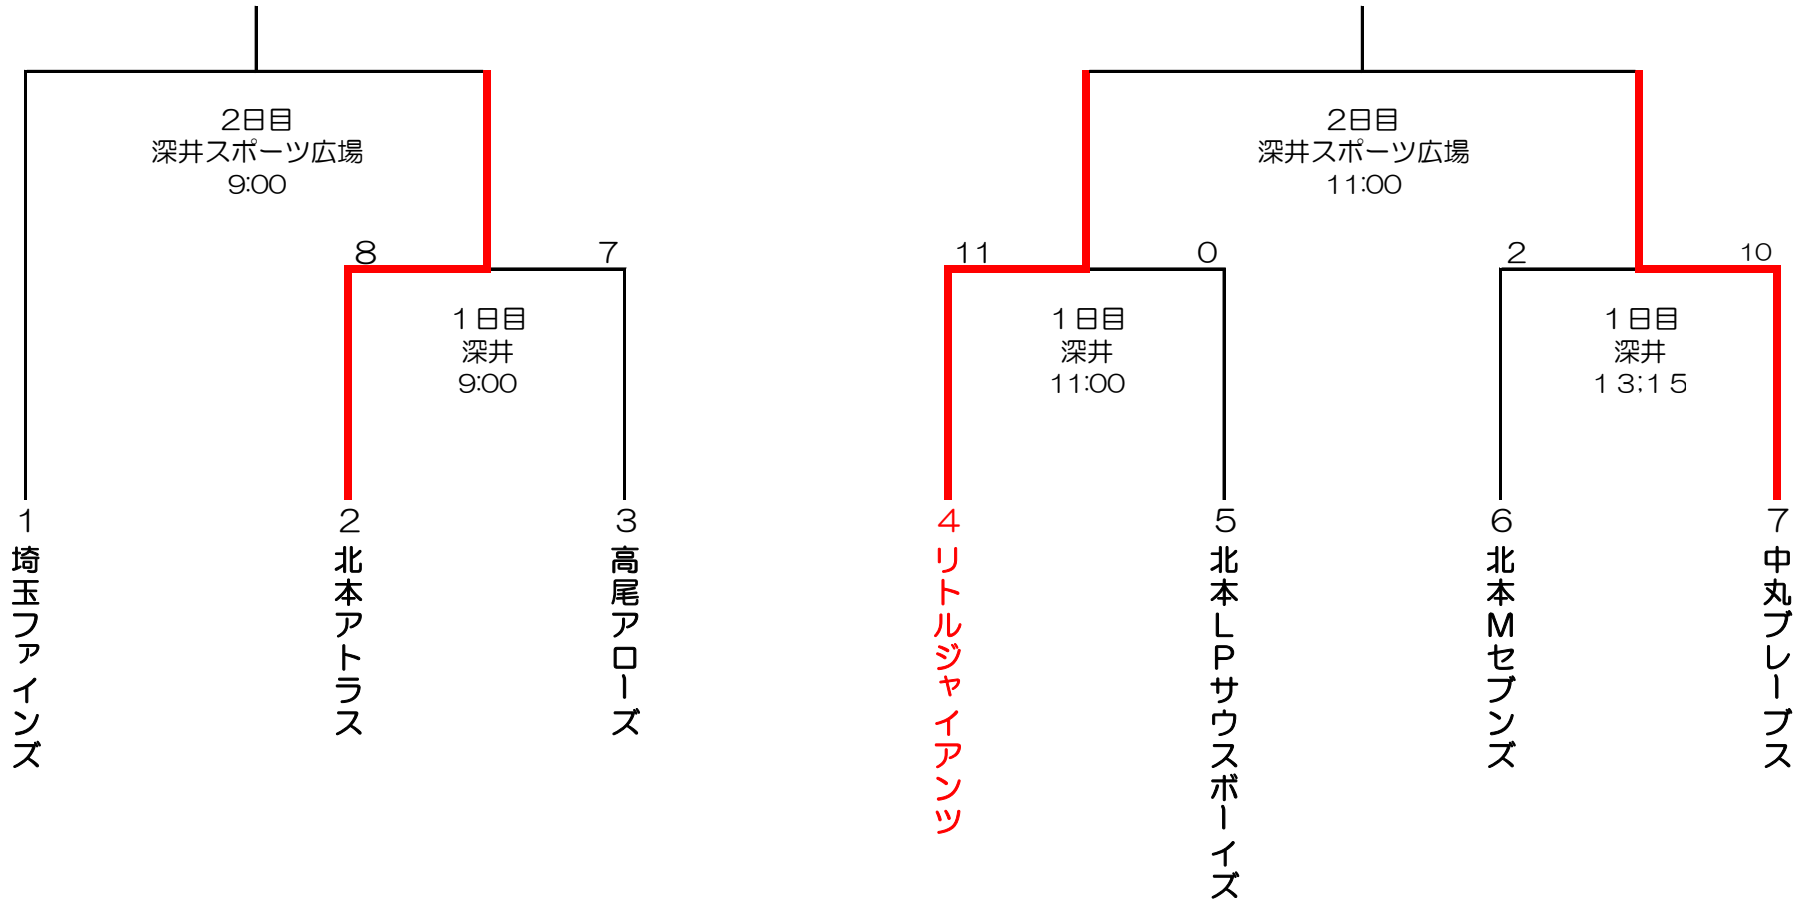 2日目
深井スポーツ広場
9:00
2日目
深井スポーツ広場
11:00
8
7
11
0
2
10
1日目
深井
9:00
1日目
深井
11:00
1日目
深井
13;15
1
埼玉ファインズ
2
北本アトラス
3
高尾アローズ
4
リトルジャイアンツ
5
北本LPサウスボーイズ
6
北本Mセブンズ
7
中丸ブレーブス